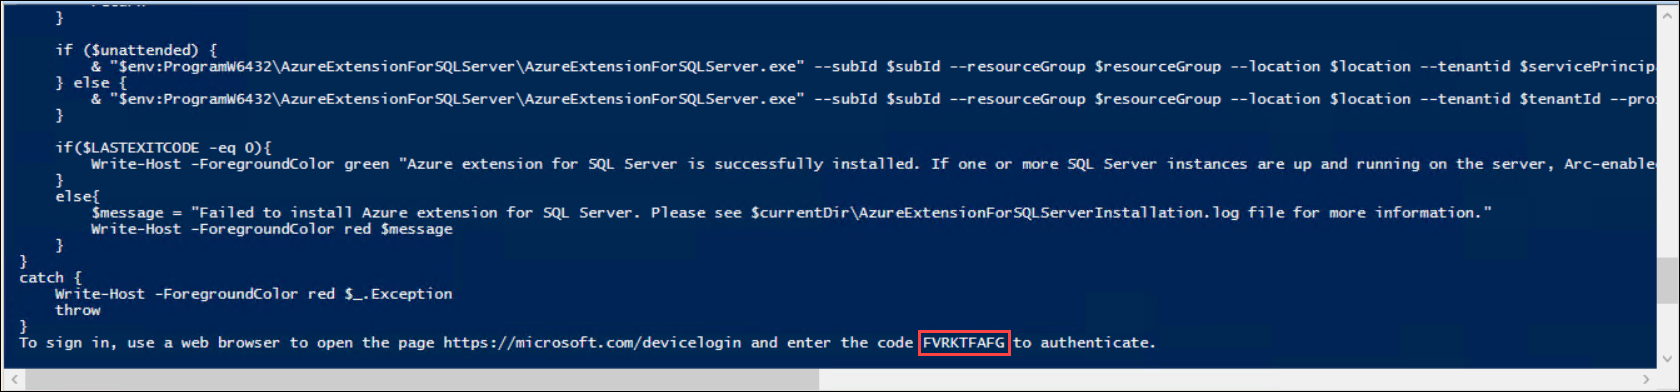 }
if ($unattended) {
& "$env:ProgramW6432\AzureExtensionForSQLServer\AzureExtensionForSQLServer.exe" --subId $subId --resourceGroup $resourceGroup --location $location --tenantid $servicePrincip
} else {
& "$env:ProgramW6432\AzureExtensionForSQLServer\AzureExtensionForSQLServer.exe" --subId $subId --resourceGroup $resourceGroup --location $location --tenantid $tenantId --pro
}
if($LASTEXITCODE -eq 0){
Write-Host -ForegroundColor green "Azure extension for SQL Server is successfully installed. If one or more SQL Server instances are up and running on the server, Arc-enable
}
else{
$message = "Failed to install Azure extension for SQL Server. Please see $currentDir\AzureExtensionForSQLServerInstallation.log file for more information."
Write-Host -ForegroundColor red $message
}
}
catch {
Write-Host -ForegroundColor red $_.Exception
throw
}
To sign in, use a web browser to open the page https://microsoft.com/devicelogin and enter the code FVRKTFAFG to authenticate.